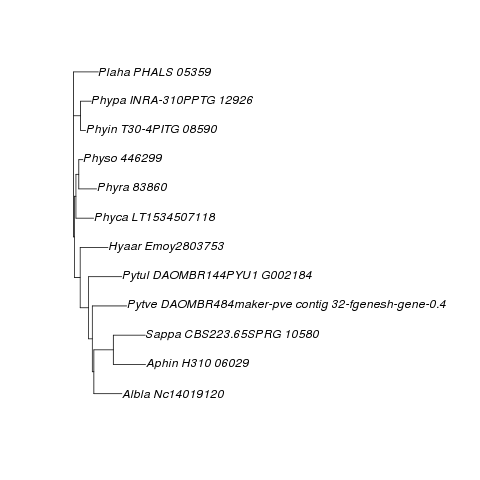 Plaha PHALS 05359
Phypa INRA-310PPTG 12926
Phyin T30-4PITG 08590
Physo 446299
Phyra 83860
Phyca LT1534507118
Hyaar Emoy2803753
Pytul DAOMBR144PYU1 G002184
Pytve DAOMBR484maker-pve contig 32-fgenesh-gene-0.4
Sappa CBS223.65SPRG 10580
Aphin H310 06029
Albla Nc14019120